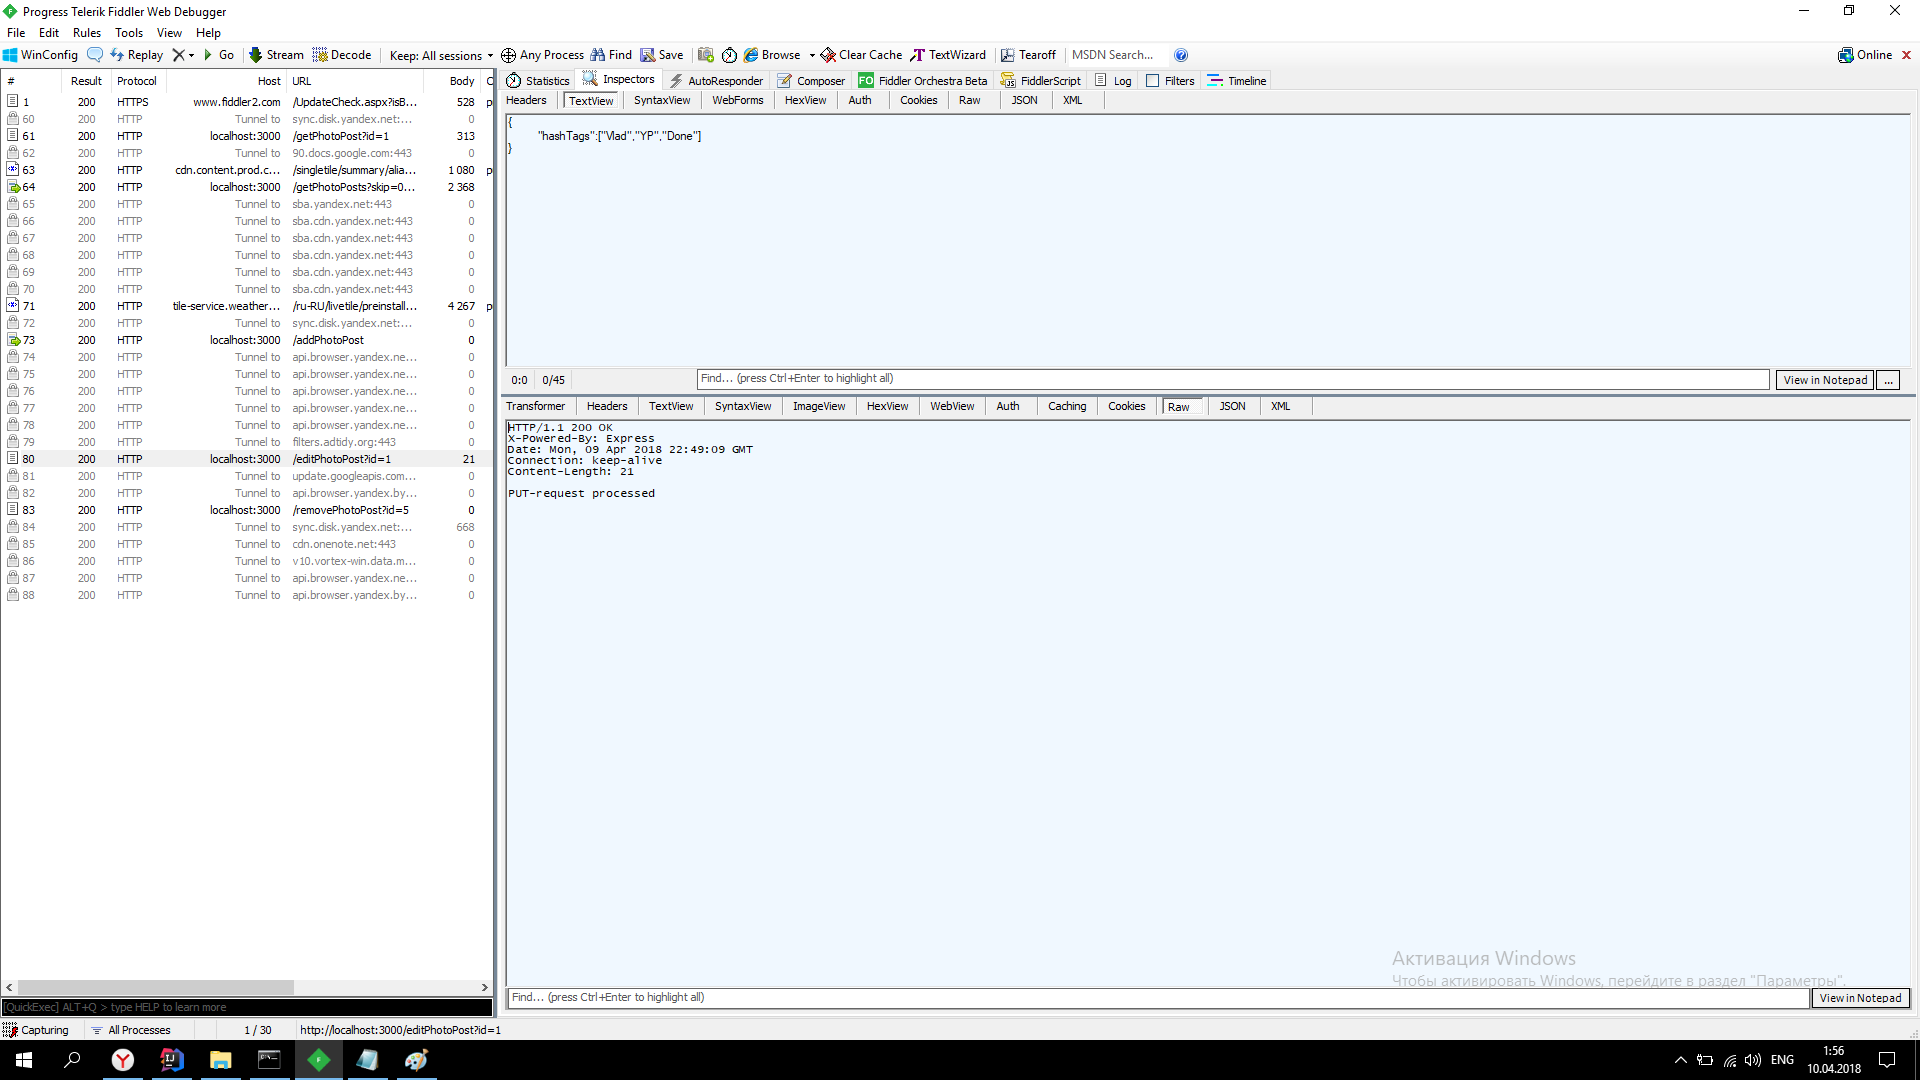 Progress Telerik Fiddler Web Debugger
File Edit Rules Tools View Help
WinConfig Replay Go Stream Decode Keep: All sessions Any Process Find Save Browse Clear Cache TextWizard Tearoff MSDN Search... Online
# Result Protocol Host URL Body C
1 200 HTTPS www.fiddler2.com /UpdateCheck.aspx?isB... 528 p
60 200 HTTP Tunnel to sync.disk.yandex.net:... 0
61 200 HTTP localhost:3000 /getPhotoPost?id=1 313
62 200 HTTP Tunnel to 90.docs.google.com:443 0
63 200 HTTP cdn.content.prod.c... /singletile/summary/alia... 1 080 p
64 200 HTTP localhost:3000 /getPhotoPosts?skip=0... 2 368
65 200 HTTP Tunnel to sba.yandex.net:443 0
66 200 HTTP Tunnel to sba.cdn.yandex.net:443 0
67 200 HTTP Tunnel to sba.cdn.yandex.net:443 0
68 200 HTTP Tunnel to sba.cdn.yandex.net:443 0
69 200 HTTP Tunnel to sba.cdn.yandex.net:443 0
70 200 HTTP Tunnel to sba.cdn.yandex.net:443 0
71 200 HTTP tile-service.weather... /ru-RU/livetile/preinstall... 4 267 p
72 200 HTTP Tunnel to sync.disk.yandex.net:... 0
73 200 HTTP localhost:3000 /addPhotoPost 0
74 200 HTTP Tunnel to api.browser.yandex.ne... 0
75 200 HTTP Tunnel to api.browser.yandex.ne... 0
76 200 HTTP Tunnel to api.browser.yandex.ne... 0
77 200 HTTP Tunnel to api.browser.yandex.ne... 0
78 200 HTTP Tunnel to api.browser.yandex.ne... 0
79 200 HTTP Tunnel to filters.adtidy.org:443 0
80 200 HTTP localhost:3000 /editPhotoPost?id=1 21
81 200 HTTP Tunnel to update.googleapis.com... 0
82 200 HTTP Tunnel to api.browser.yandex.by... 0
83 200 HTTP localhost:3000 /removePhotoPost?id=5 0
84 200 HTTP Tunnel to sync.disk.yandex.net:... 668
85 200 HTTP Tunnel to cdn.onenote.net:443 0
86 200 HTTP Tunnel to v10.vortex-win.data.m... 0
87 200 HTTP Tunnel to api.browser.yandex.ne... 0
88 200 HTTP Tunnel to api.browser.yandex.by... 0
[QuickExec] ALT+Q > type HELP to learn more
Statistics Inspectors AutoResponder Composer FO Fiddler Orchestra Beta FiddlerScript Log Filters Timeline
Headers TextView SyntaxView WebForms HexView Auth Cookies Raw JSON XML
{
"hashTags":["Vlad","YP","Done"]
}
0:0 0/45 Find... (press Ctrl+Enter to highlight all) View in Notepad ...
Transformer Headers TextView SyntaxView ImageView HexView WebView Auth Caching Cookies Raw JSON XML
HTTP/1.1 200 OK
X-Powered-By: Express
Date: Mon, 09 Apr 2018 22:49:09 GMT
Connection: keep-alive
Content-Length: 21
PUT-request processed
Активация Windows
Чтобы активировать Windows, перейдите в раздел "Параметры".
Find... (press Ctrl+Enter to highlight all) View in Notepad
Capturing All Processes 1 / 30 http://localhost:3000/editPhotoPost?id=1
ENG 1:56
10.04.2018